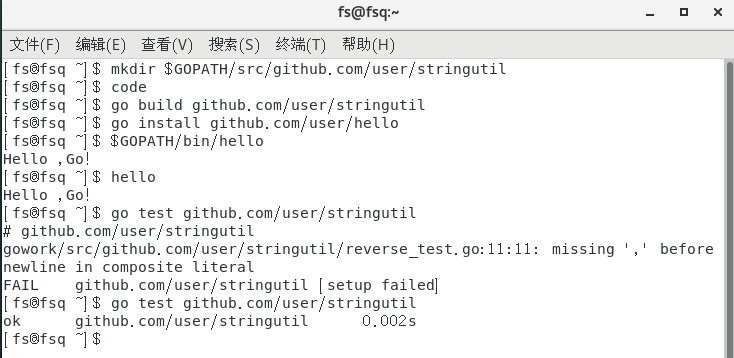 fs@fsq:~
文件(F) 编辑(E) 查看(V) 搜索(S) 终端(T) 帮助(H)
[fs@fsq ~]$ mkdir $GOPATH/src/github.com/user/stringutil
[fs@fsq ~]$ code
[fs@fsq ~]$ go build github.com/user/stringutil
[fs@fsq ~]$ go install github.com/user/hello
[fs@fsq ~]$ $GOPATH/bin/hello
Hello ,Go!
[fs@fsq ~]$ hello
Hello ,Go!
[fs@fsq ~]$ go test github.com/user/stringutil
# github.com/user/stringutil
gowork/src/github.com/user/stringutil/reverse_test.go:11:11: missing ',' before
newline in composite literal
FAIL    github.com/user/stringutil [setup failed]
[fs@fsq ~]$ go test github.com/user/stringutil
ok      github.com/user/stringutil      0.002s
[fs@fsq ~]$